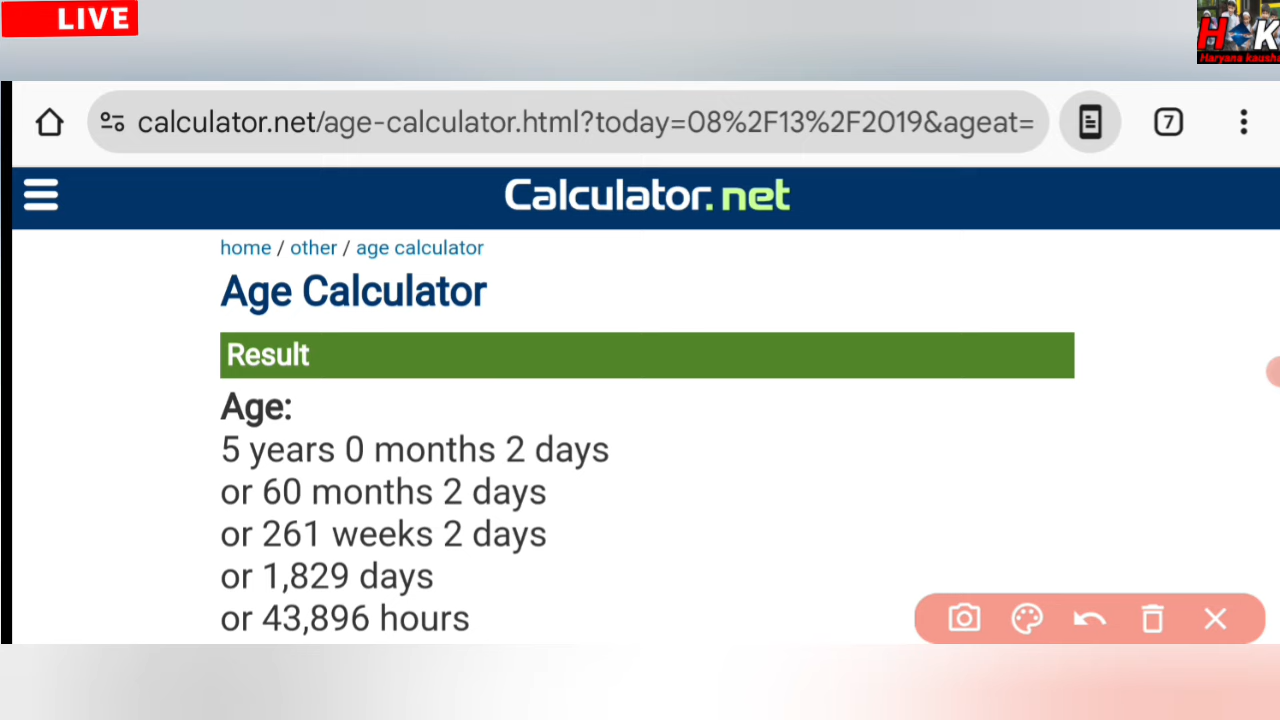 LIVE
H K
Haryana kaush
calculator.net/age-calculator.html?today=08%2F13%2F2019&ageat=
7
Calculator.net
home / other / age calculator
Age Calculator
Result
Age:
5 years 0 months 2 days
or 60 months 2 days
or 261 weeks 2 days
or 1,829 days
or 43,896 hours